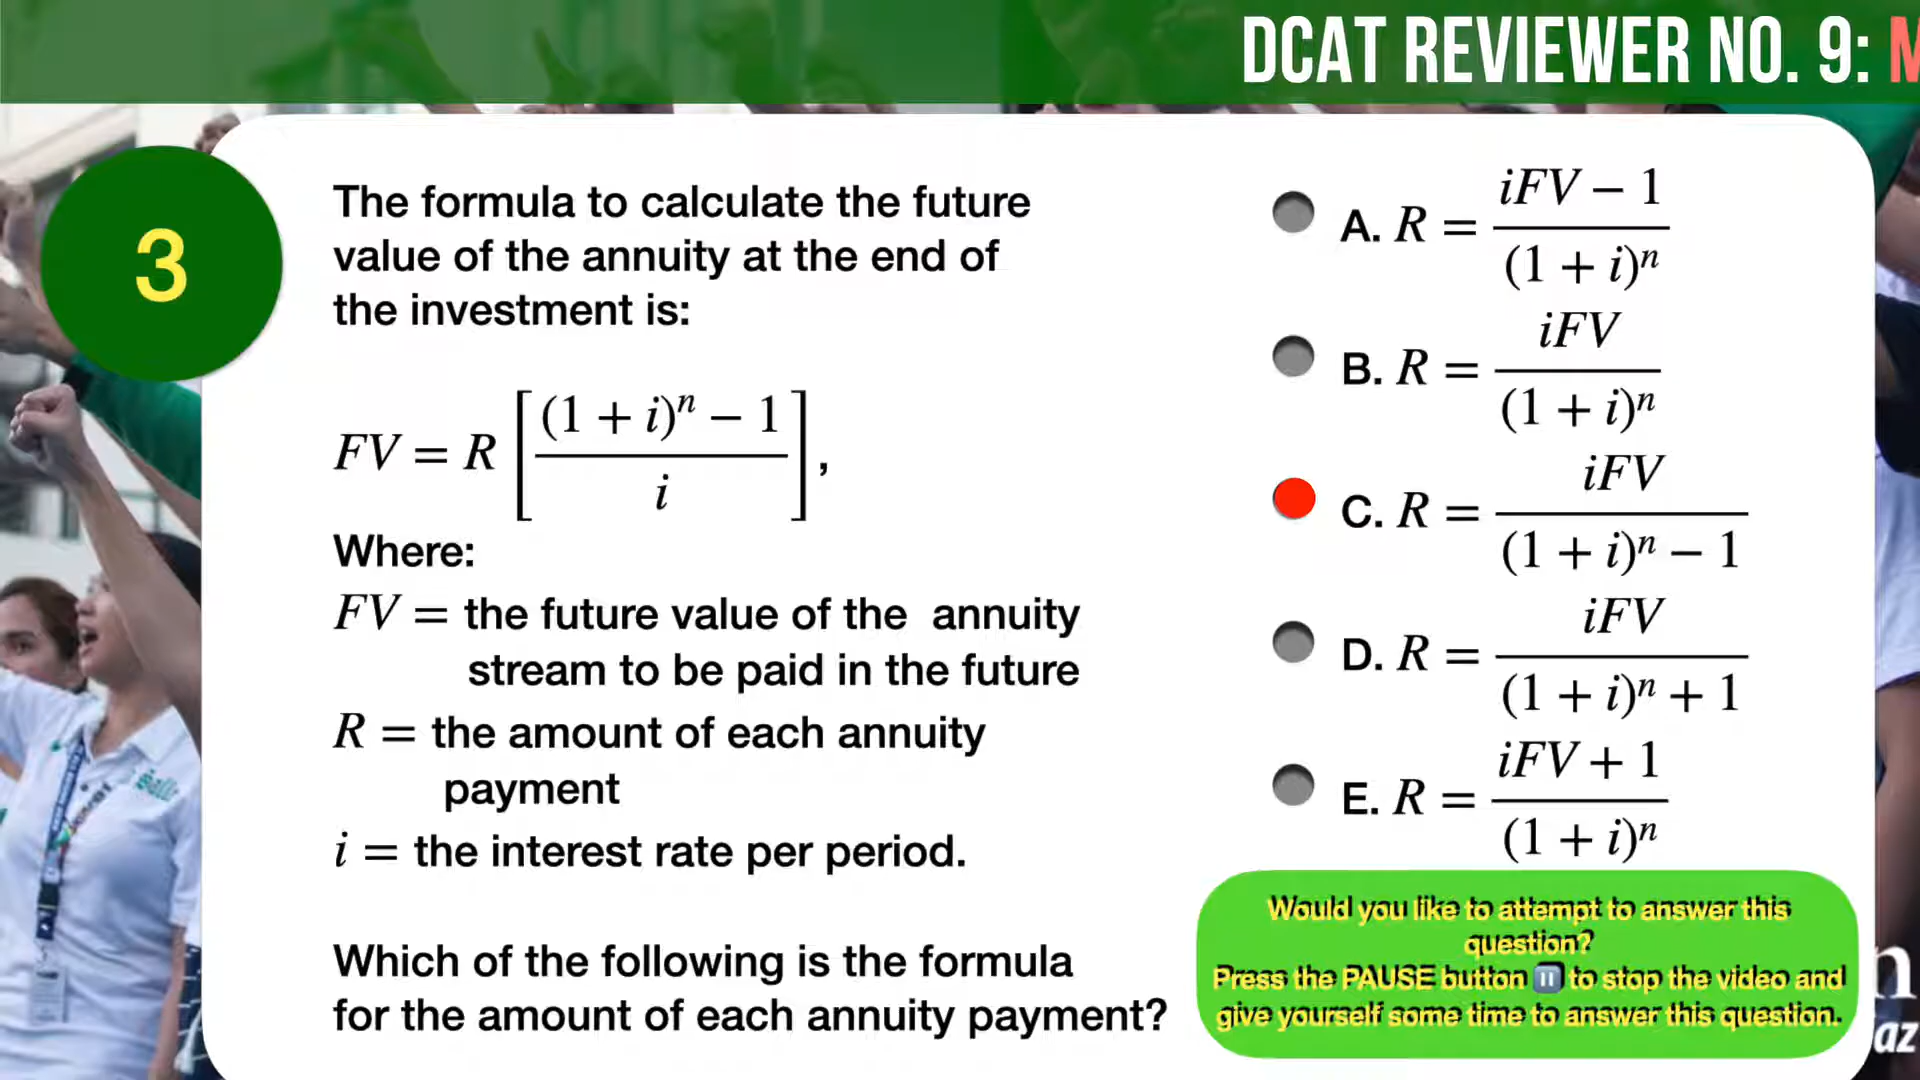 DCAT REVIEWER NO. 9: M
3
The formula to calculate the future
value of the annuity at the end of
the investment is:
FV = R [ ((1 + i)ⁿ − 1) / i ],
Where:
FV = the future value of the annuity
stream to be paid in the future
R = the amount of each annuity
payment
i = the interest rate per period.
Which of the following is the formula
for the amount of each annuity payment?
A. R = (iFV − 1) / (1 + i)ⁿ
B. R = iFV / (1 + i)ⁿ
C. R = iFV / ((1 + i)ⁿ − 1)
D. R = iFV / ((1 + i)ⁿ + 1)
E. R = (iFV + 1) / (1 + i)ⁿ
Would you like to attempt to answer this
question?
Press the PAUSE button ⏸ to stop the video and
give yourself some time to answer this question.
n
az